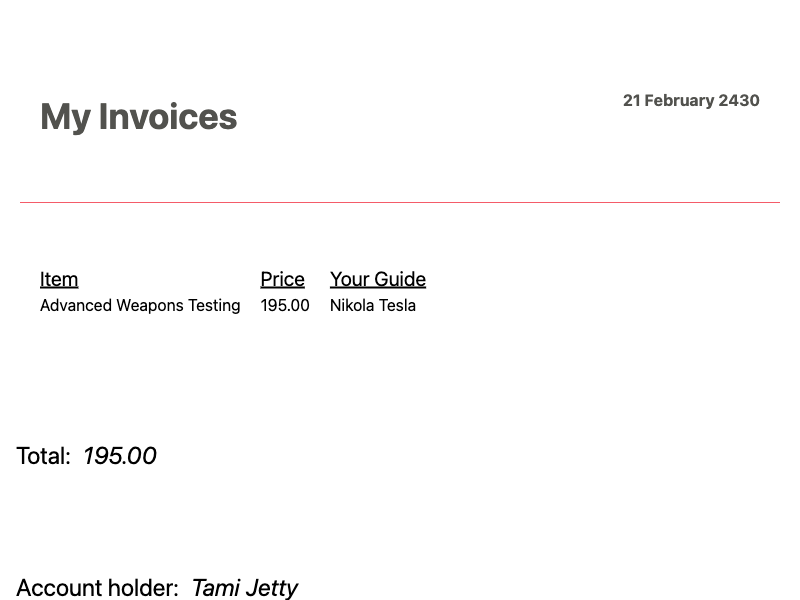 My Invoices
21 February 2430
Item Price Your Guide
Advanced Weapons Testing 195.00 Nikola Tesla
Total: 195.00
Account holder: Tami Jetty